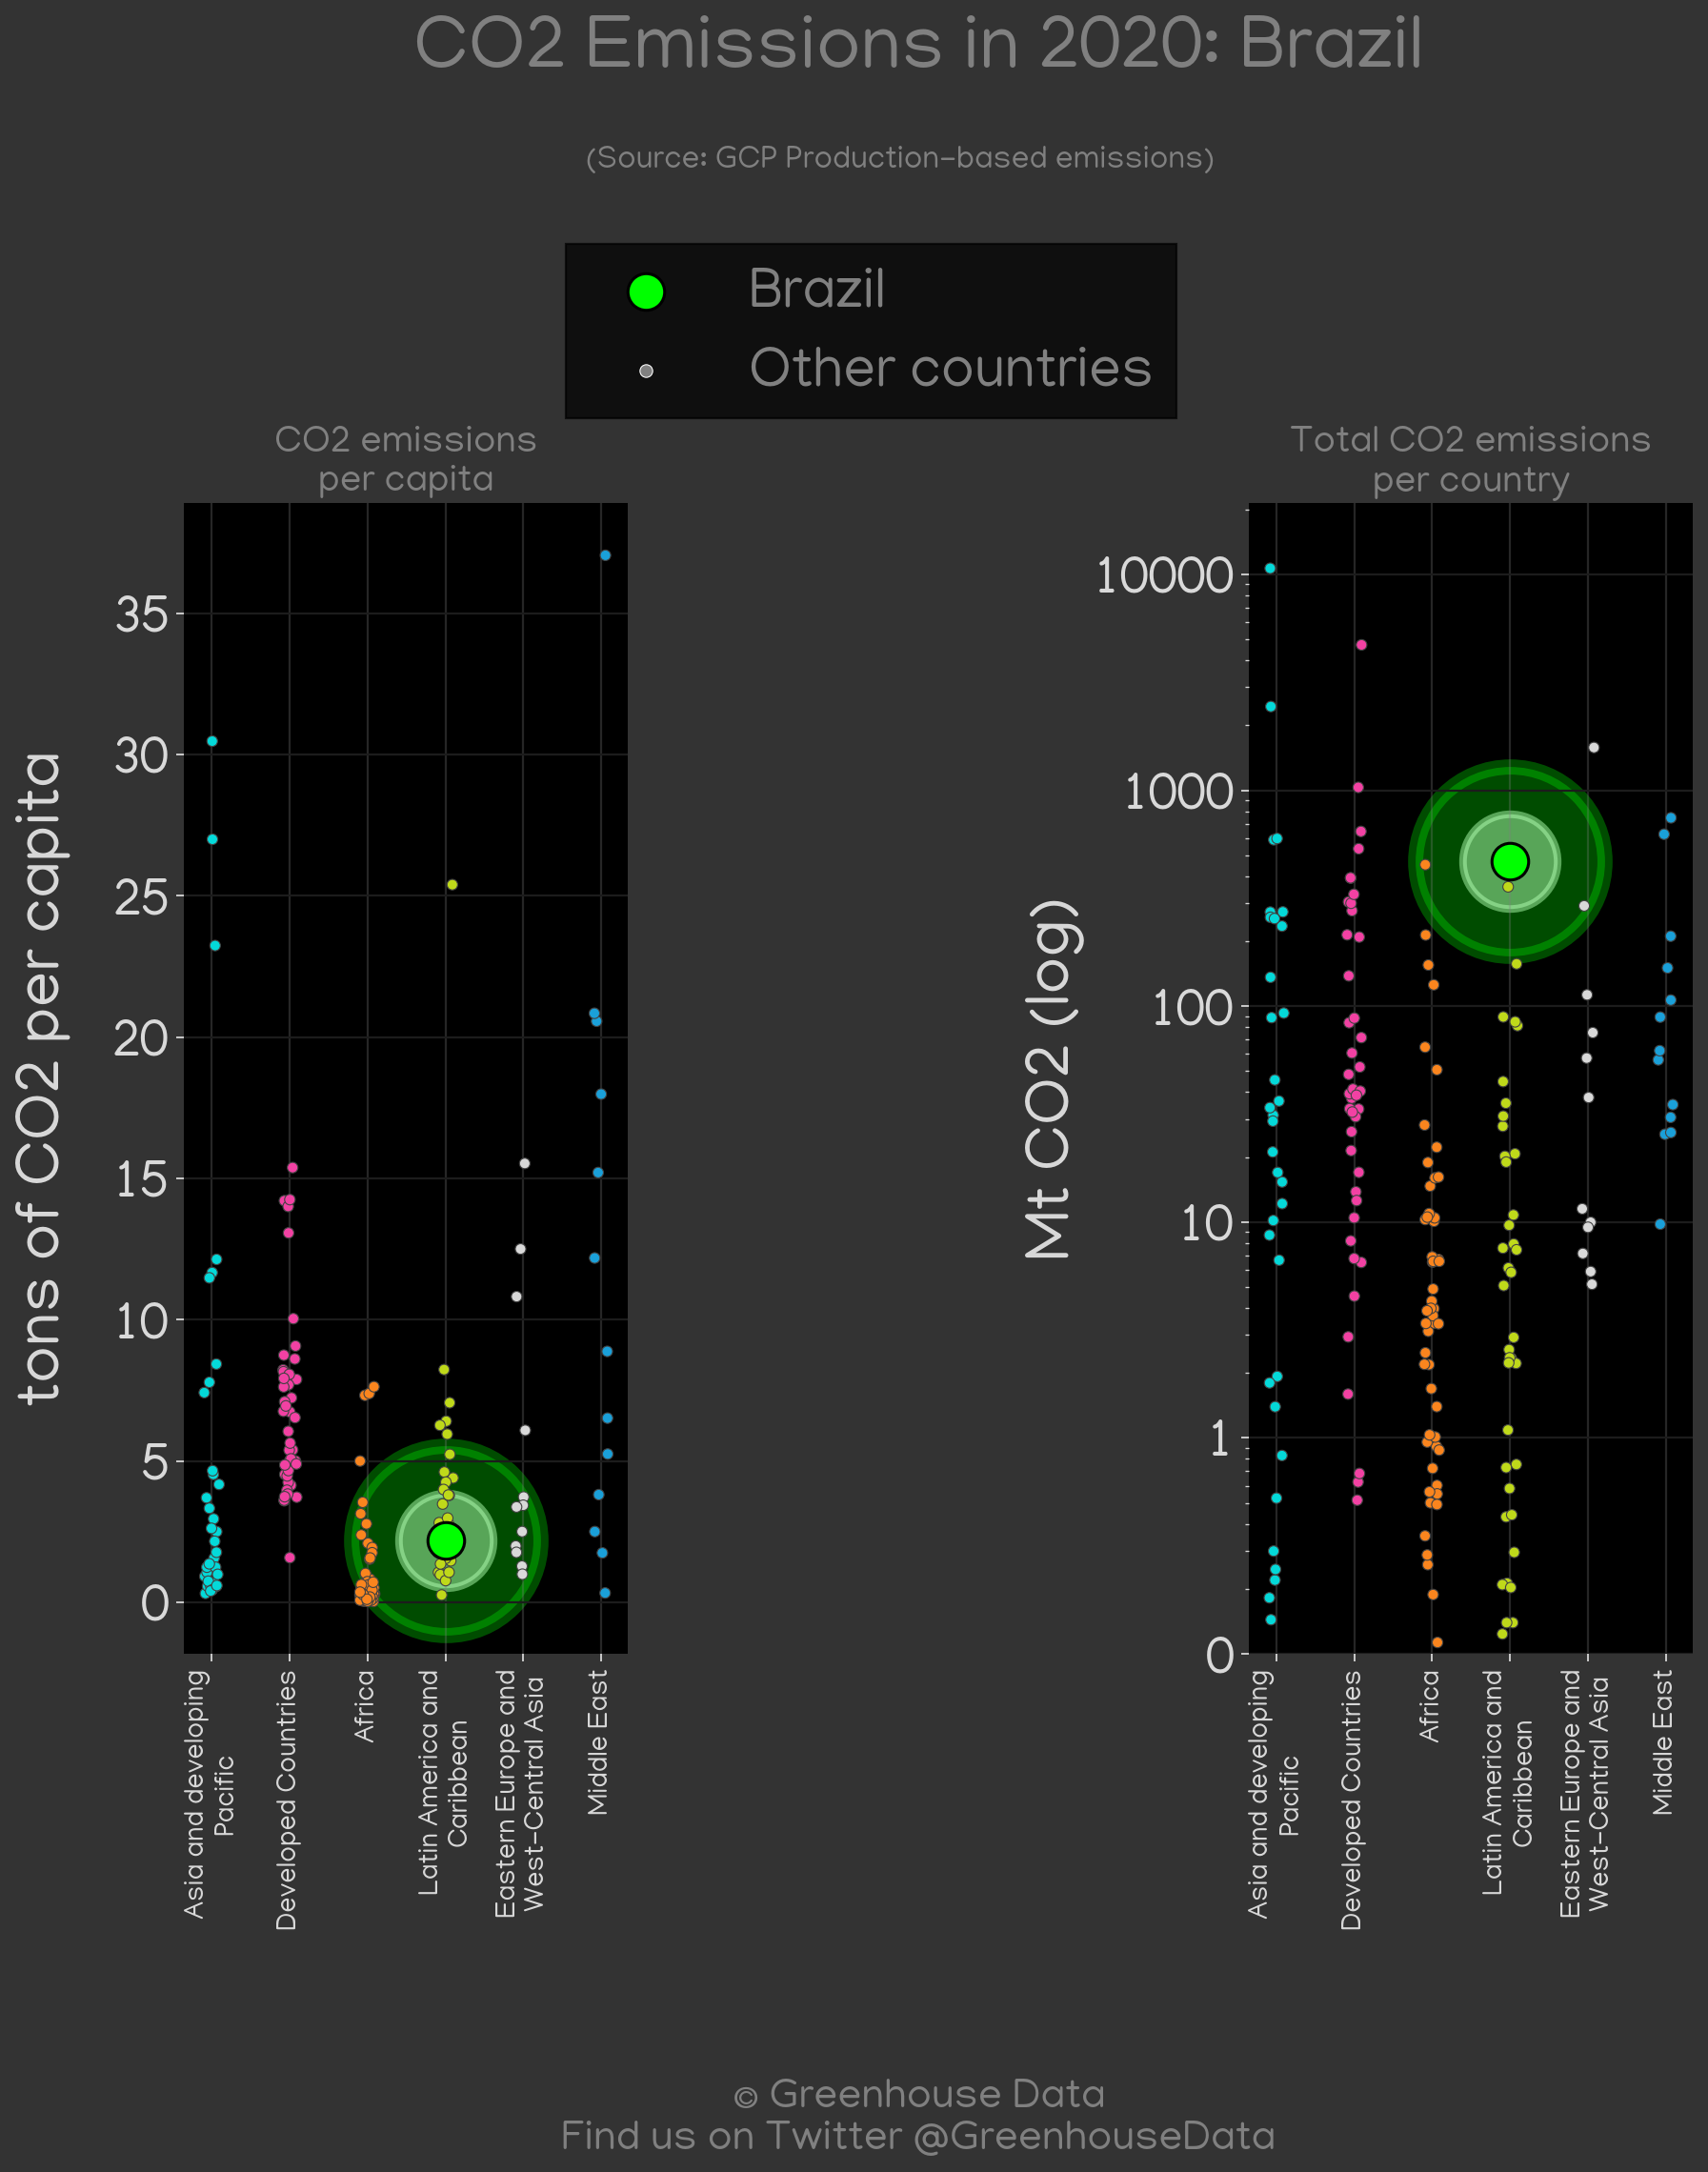 CO2 Emissions in 2020: Brazil
(Source: GCP Production-based emissions)
Brazil
Other countries
CO2 emissions
per capita
tons of CO2 per capita
35
30
25
20
15
10
5
0
Asia and developing
Pacific
Developed Countries
Africa
Latin America and
Caribbean
Eastern Europe and
West-Central Asia
Middle East
Total CO2 emissions
per country
Mt CO2 (log)
10000
1000
100
10
1
0
Asia and developing
Pacific
Developed Countries
Africa
Latin America and
Caribbean
Eastern Europe and
West-Central Asia
Middle East
© Greenhouse Data
Find us on Twitter @GreenhouseData